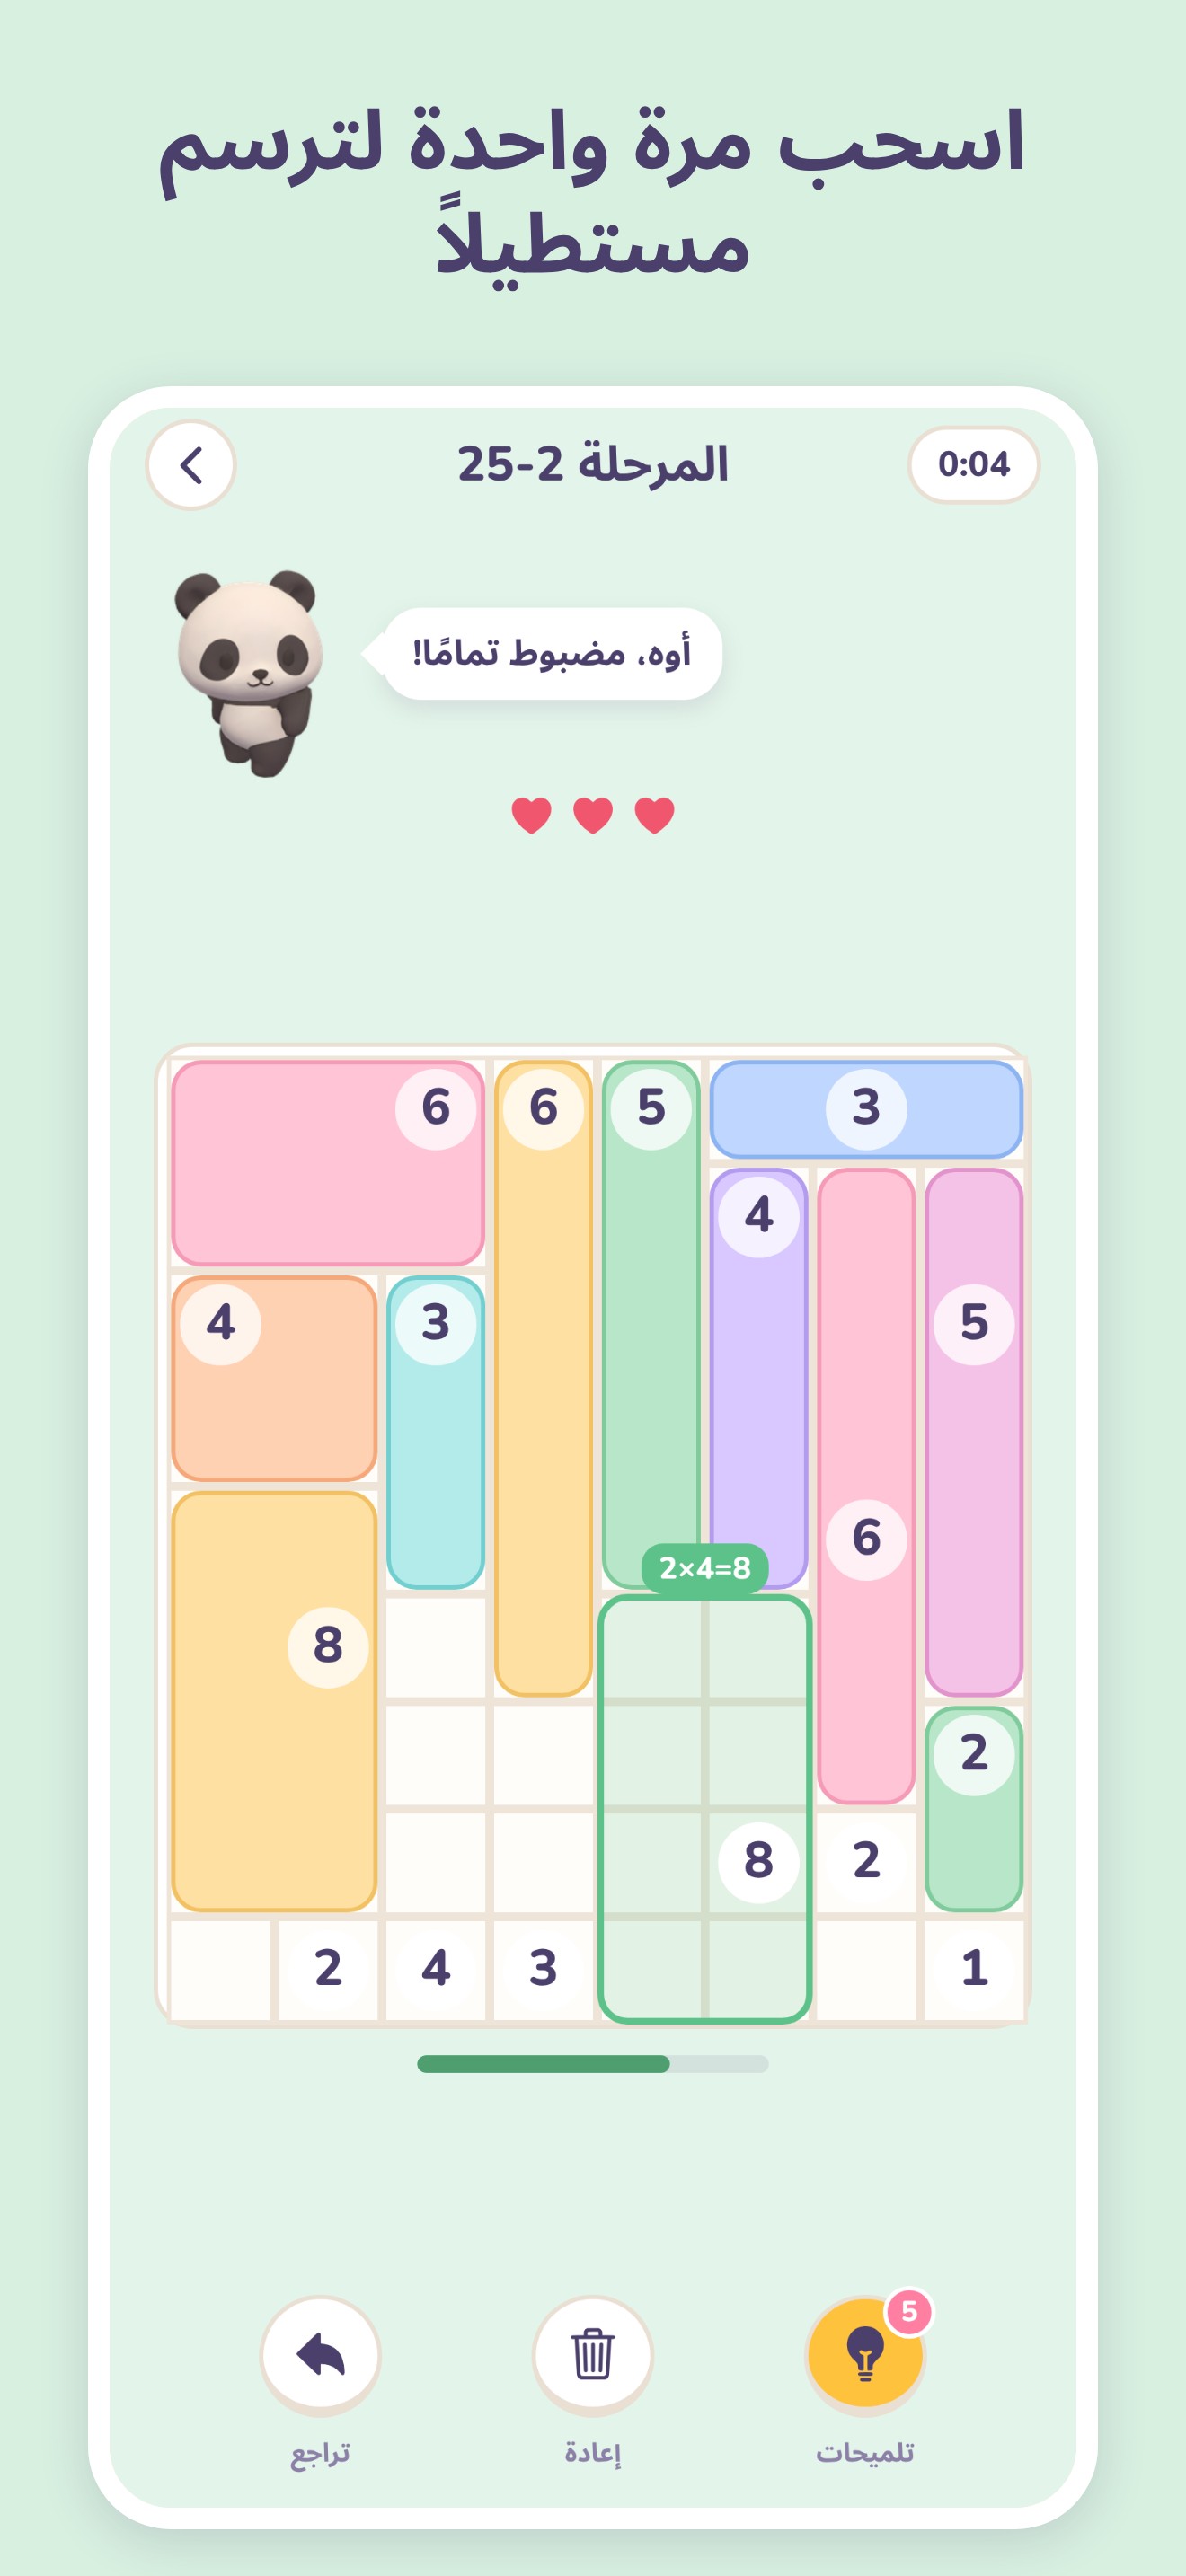 اسحب مرة واحدة لترسم
مستطيلاً
0:04
المرحلة 2-25
أوه، مضبوط تمامًا!
6 6 5 3
4
4 3 5
6
2×4=8
8
2
8 2
2 4 3 1
5
تراجع إعادة تلميحات